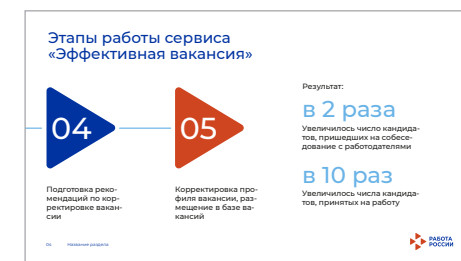 Этапы работы сервиса
«Эффективная вакансия»
04
05
Подготовка реко-
мендаций по кор-
ректировке вакан-
сии
Корректировка про-
филя вакансии, раз-
мещение в базе ва-
кансий
Результат:
в 2 раза
Увеличилось число кандида-
тов, пришедших на собесе-
дование с работодателями
в 10 раз
Увеличилось числа кандида-
тов, принятых на работу
04. Название раздела
РАБОТА
РОССИИ